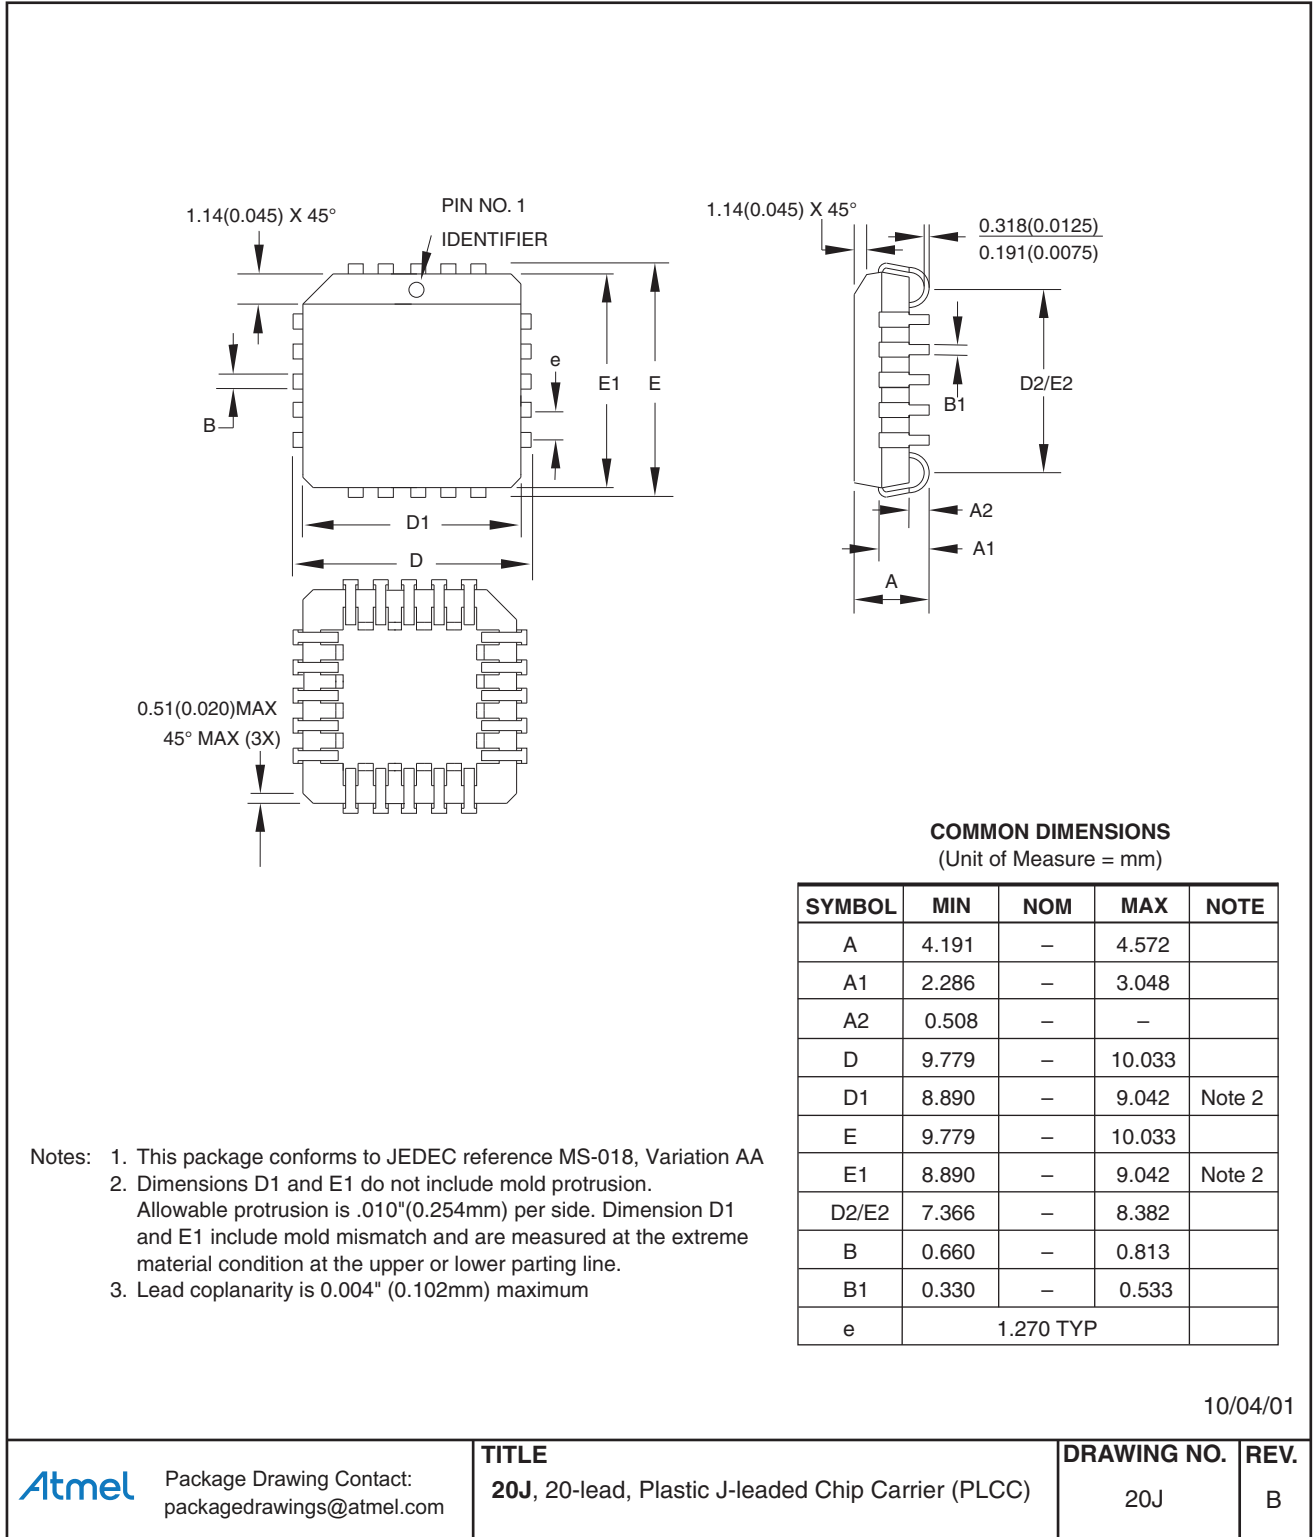 1.14(0.045) X 45°
PIN NO. 1
IDENTIFIER
1.14(0.045) X 45°
0.318(0.0125)
0.191(0.0075)
e
E1
E
B
D2/E2
B1
D1
D
A2
A1
A
0.51(0.020)MAX
45° MAX (3X)
COMMON DIMENSIONS
(Unit of Measure = mm)
SYMBOL MIN NOM MAX NOTE
A 4.191 – 4.572
A1 2.286 – 3.048
A2 0.508 – –
D 9.779 – 10.033
D1 8.890 – 9.042 Note 2
E 9.779 – 10.033
E1 8.890 – 9.042 Note 2
D2/E2 7.366 – 8.382
B 0.660 – 0.813
B1 0.330 – 0.533
e 1.270 TYP
Notes: 1. This package conforms to JEDEC reference MS-018, Variation AA
2. Dimensions D1 and E1 do not include mold protrusion.
Allowable protrusion is .010"(0.254mm) per side. Dimension D1
and E1 include mold mismatch and are measured at the extreme
material condition at the upper or lower parting line.
3. Lead coplanarity is 0.004" (0.102mm) maximum
10/04/01
Atmel
Package Drawing Contact:
packagedrawings@atmel.com
TITLE
20J, 20-lead, Plastic J-leaded Chip Carrier (PLCC)
DRAWING NO.
20J
REV.
B